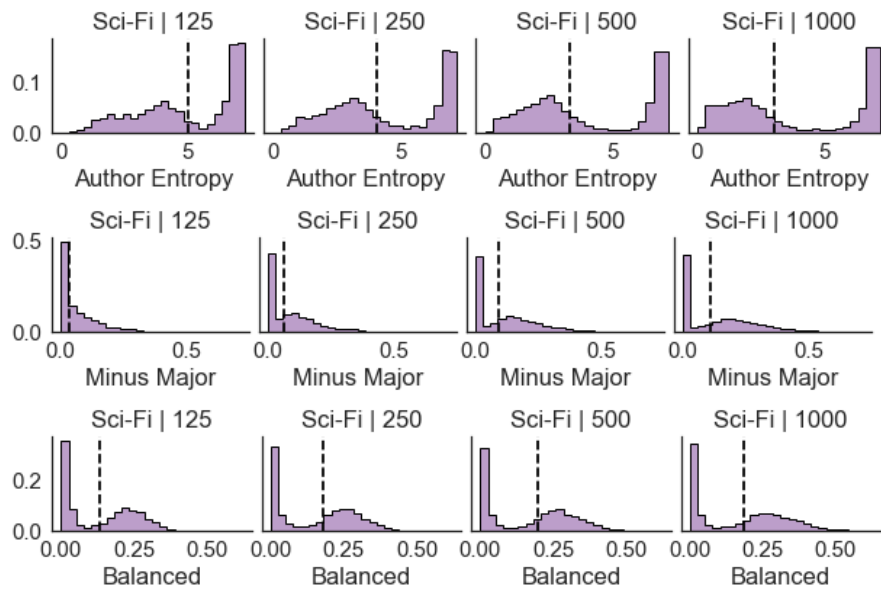 Sci-Fi | 125 Sci-Fi | 250 Sci-Fi | 500 Sci-Fi | 1000
0.1
0.0
0 5 0 5 0 5 0 5
Author Entropy Author Entropy Author Entropy Author Entropy
Sci-Fi | 125 Sci-Fi | 250 Sci-Fi | 500 Sci-Fi | 1000
0.5
0.0
0.0 0.5 0.0 0.5 0.0 0.5 0.0 0.5
Minus Major Minus Major Minus Major Minus Major
Sci-Fi | 125 Sci-Fi | 250 Sci-Fi | 500 Sci-Fi | 1000
0.2
0.0
0.00 0.25 0.50 0.00 0.25 0.50 0.00 0.25 0.50 0.00 0.25 0.50
Balanced Balanced Balanced Balanced